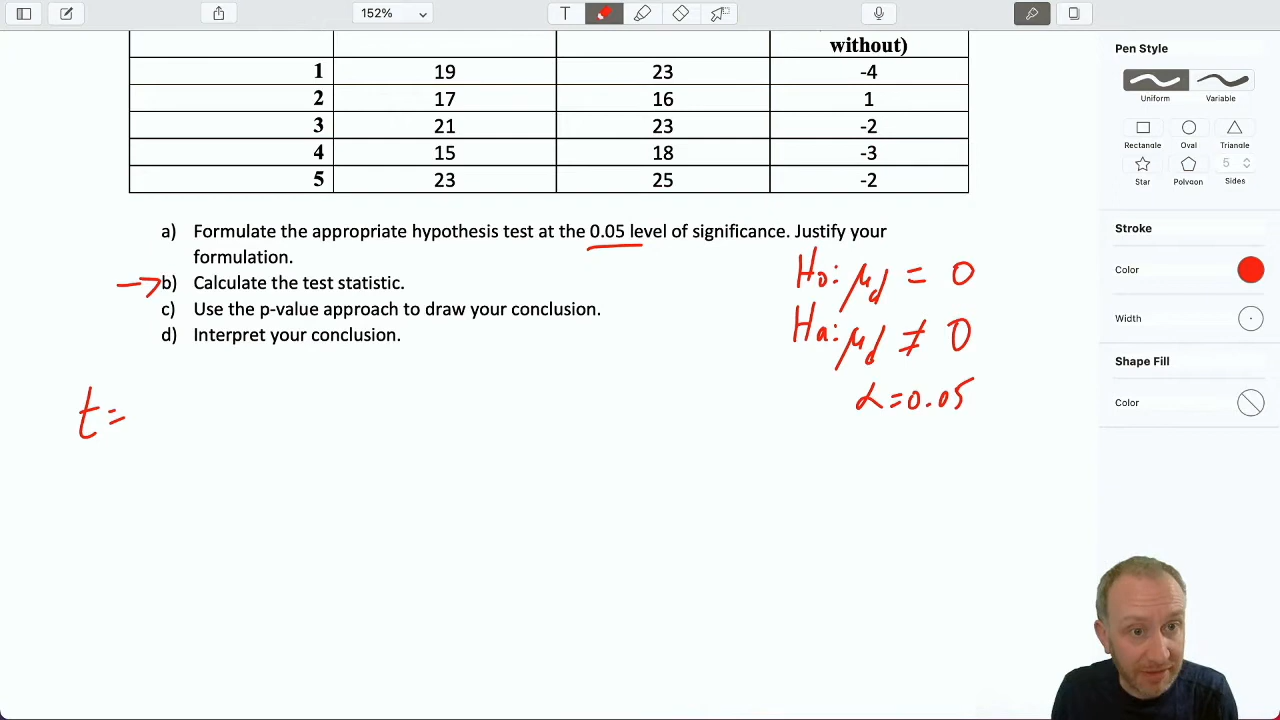 152%
T
without)
1 19 23 -4
2 17 16 1
3 21 23 -2
4 15 18 -3
5 23 25 -2
a) Formulate the appropriate hypothesis test at the 0.05 level of significance. Justify your
formulation.
b) Calculate the test statistic.
c) Use the p-value approach to draw your conclusion.
d) Interpret your conclusion.
H0: μd = 0
Ha: μd ≠ 0
α=0.05
t=
Pen Style
Uniform Variable
Rectangle Oval Triangle
5
Star Polygon Sides
Stroke
Color
Width
Shape Fill
Color